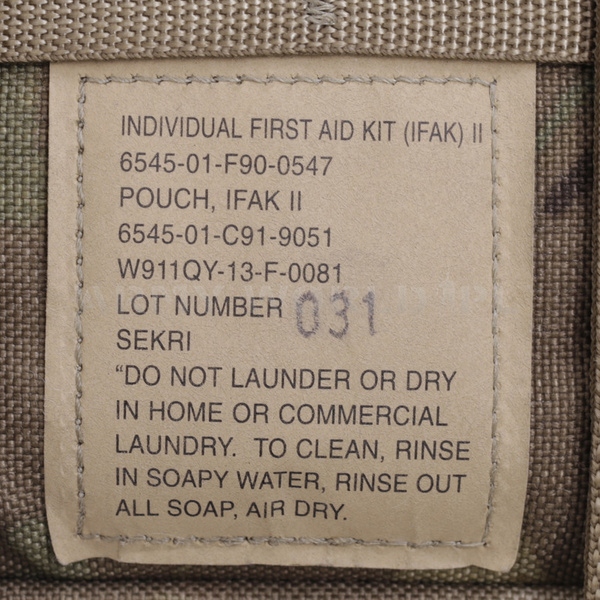 INDIVIDUAL FIRST AID KIT (IFAK) II
6545-01-F90-0547
POUCH, IFAK II
6545-01-C91-9051
W911QY-13-F-0081
LOT NUMBER 031
SEKRI
“DO NOT LAUNDER OR DRY
IN HOME OR COMMERCIAL
LAUNDRY. TO CLEAN, RINSE
IN SOAPY WATER, RINSE OUT
ALL SOAP, AIR DRY.